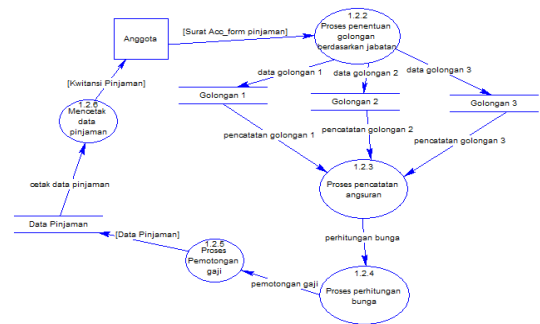 1.2.2
Proses penentuan
golongan
berdasarkan jabatan
[Surat Acc_form pinjaman]
Anggota
data golongan 1
data golongan 2
data golongan 3
[Kwitansi Pinjaman]
Golongan 1
Golongan 2
Golongan 3
1.2.6
Mencetak
data
pinjaman
pencatatan golongan 1
pencatatan golongan 2
pencatatan golongan 3
1.2.3
Proses pencatatan
angsuran
cetak data pinjaman
Data Pinjaman
[Data Pinjaman]
perhitungan bunga
1.2.5
Proses
Pemotongan
gaji
pemotongan gaji
1.2.4
Proses perhitungan
bunga